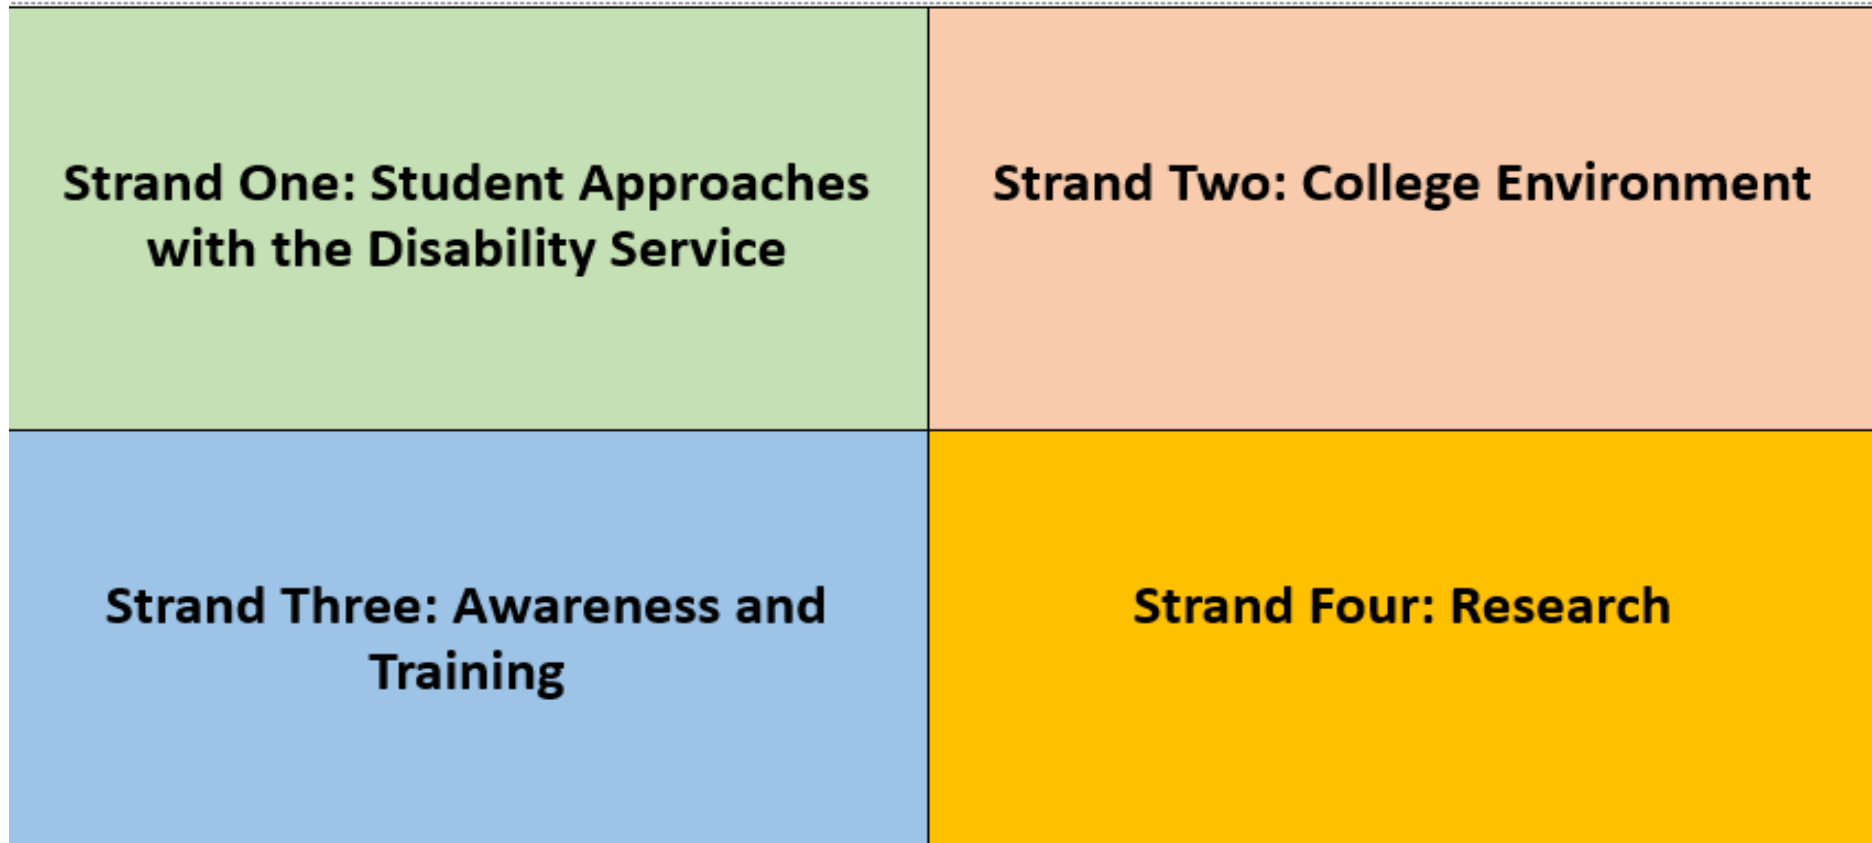 Strand One: Student Approaches
with the Disability Service
Strand Two: College Environment
Strand Three: Awareness and
Training
Strand Four: Research